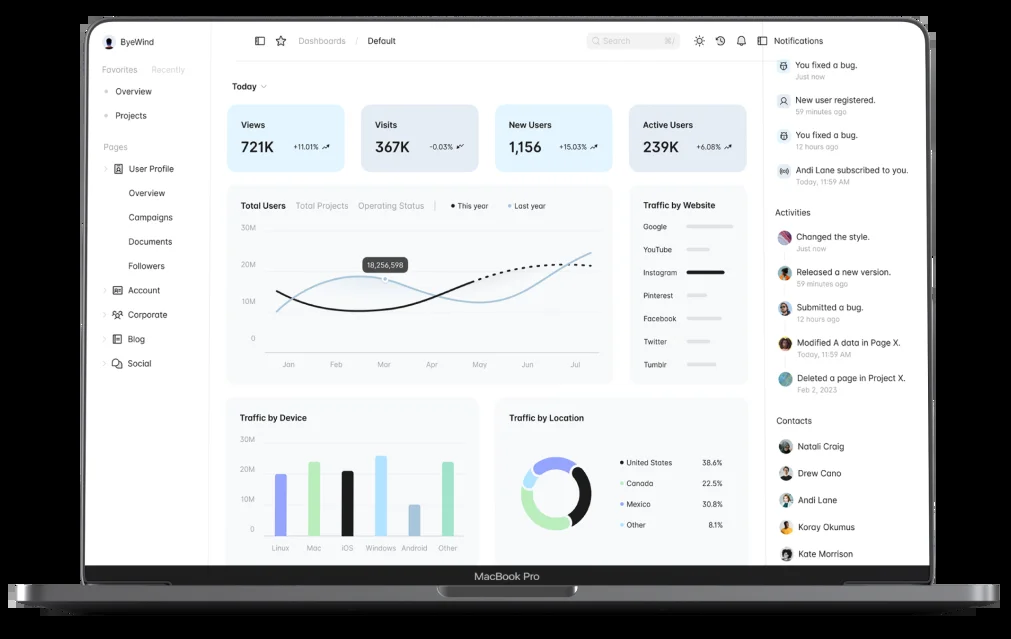 ByeWind
Favorites Recently
Overview
Projects
Pages
User Profile
Overview
Campaigns
Documents
Followers
Account
Corporate
Blog
Social
Dashboards / Default
Search ⌘/
Today
Views
721K +11.01%
Visits
367K -0.03%
New Users
1,156 +15.03%
Active Users
239K +6.08%
Total Users Total Projects Operating Status This year Last year
30M
20M
10M
0
18,256,598
Jan Feb Mar Apr May Jun Jul
Traffic by Website
Google
YouTube
Instagram
Pinterest
Facebook
Twitter
Tumblr
Traffic by Device
30M
20M
10M
0
Linux Mac iOS Windows Android Other
Traffic by Location
United States 38.6%
Canada 22.5%
Mexico 30.8%
Other 8.1%
Notifications
You fixed a bug.
Just now
New user registered.
59 minutes ago
You fixed a bug.
12 hours ago
Andi Lane subscribed to you.
Today, 11:59 AM
Activities
Changed the style.
Just now
Released a new version.
59 minutes ago
Submitted a bug.
12 hours ago
Modified A data in Page X.
Today, 11:59 AM
Deleted a page in Project X.
Feb 2, 2023
Contacts
Natali Craig
Drew Cano
Andi Lane
Koray Okumus
Kate Morrison
MacBook Pro